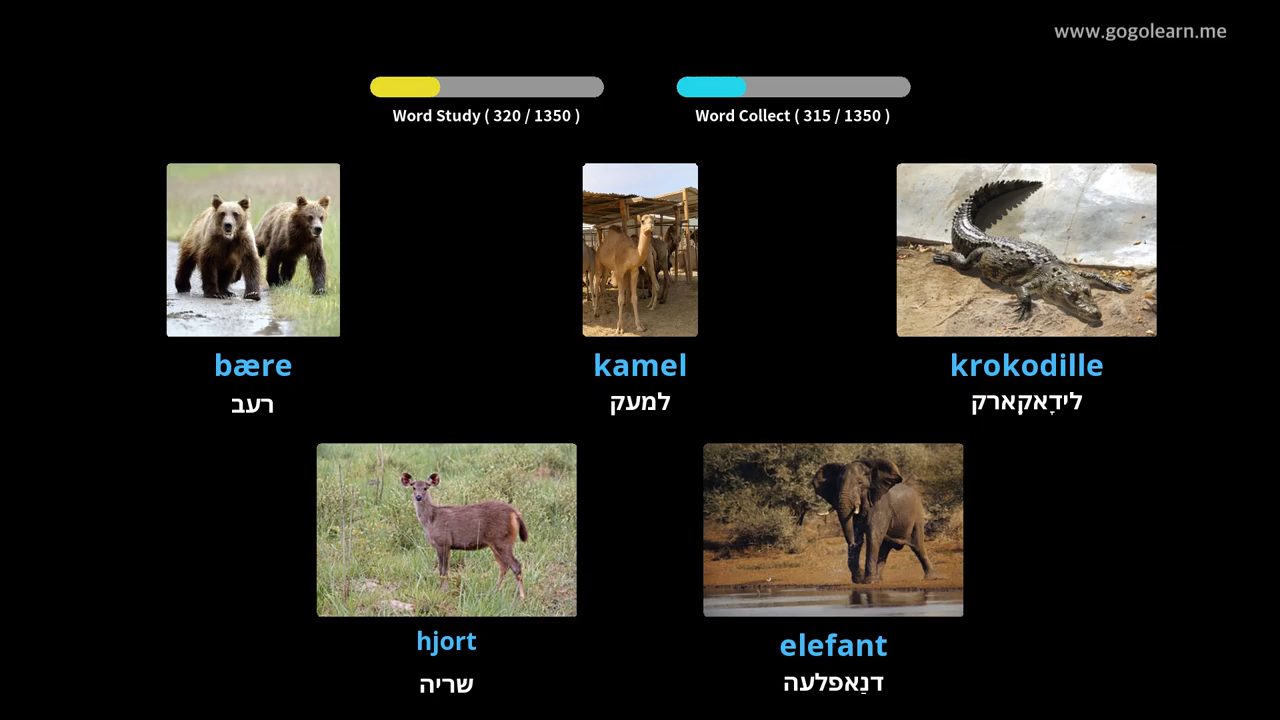 www.gogolearn.me
Word Study ( 320 / 1350 )
Word Collect ( 315 / 1350 )
bære
רעב
kamel
למעק
krokodille
לידָאקארק
hjort
שריה
elefant
דנַאפלעה